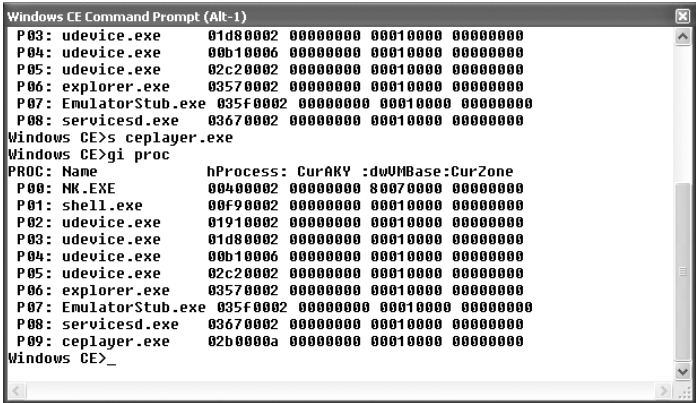 Windows CE Command Prompt (Alt-1)
P03: udevice.exe 01d80002 00000000 00010000 00000000
P04: udevice.exe 00b10006 00000000 00010000 00000000
P05: udevice.exe 02c20002 00000000 00010000 00000000
P06: explorer.exe 03570002 00000000 00010000 00000000
P07: EmulatorStub.exe 035f0002 00000000 00010000 00000000
P08: servicesd.exe 03670002 00000000 00010000 00000000
Windows CE>s ceplayer.exe
Windows CE>gi proc
PROC: Name hProcess: CurAKY :dwVMBase:CurZone
P00: NK.EXE 00400002 00000000 80070000 00000000
P01: shell.exe 00f90002 00000000 00010000 00000000
P02: udevice.exe 01910002 00000000 00010000 00000000
P03: udevice.exe 01d80002 00000000 00010000 00000000
P04: udevice.exe 00b10006 00000000 00010000 00000000
P05: udevice.exe 02c20002 00000000 00010000 00000000
P06: explorer.exe 03570002 00000000 00010000 00000000
P07: EmulatorStub.exe 035f0002 00000000 00010000 00000000
P08: servicesd.exe 03670002 00000000 00010000 00000000
P09: ceplayer.exe 02b0000a 00000000 00010000 00000000
Windows CE>_